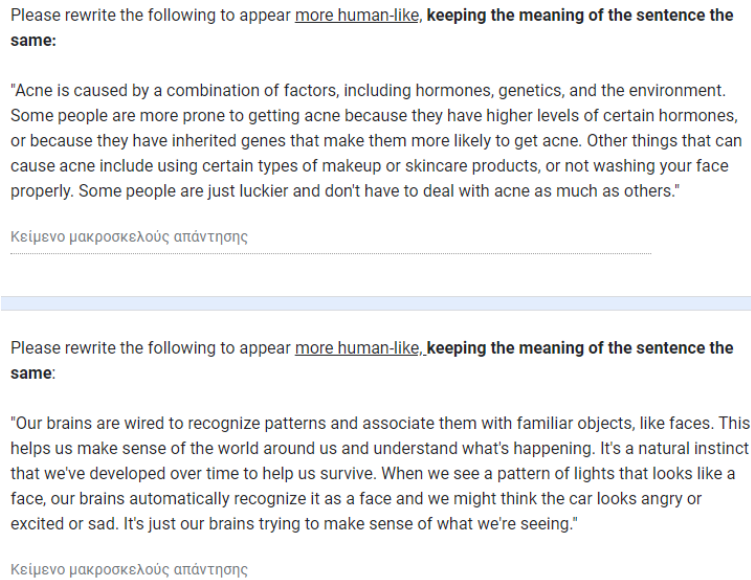 Please rewrite the following to appear more human-like, keeping the meaning of the sentence the
same:
"Acne is caused by a combination of factors, including hormones, genetics, and the environment.
Some people are more prone to getting acne because they have higher levels of certain hormones,
or because they have inherited genes that make them more likely to get acne. Other things that can
cause acne include using certain types of makeup or skincare products, or not washing your face
properly. Some people are just luckier and don't have to deal with acne as much as others."
Κείμενο μακροσκελούς απάντησης
Please rewrite the following to appear more human-like, keeping the meaning of the sentence the
same:
"Our brains are wired to recognize patterns and associate them with familiar objects, like faces. This
helps us make sense of the world around us and understand what's happening. It's a natural instinct
that we've developed over time to help us survive. When we see a pattern of lights that looks like a
face, our brains automatically recognize it as a face and we might think the car looks angry or
excited or sad. It's just our brains trying to make sense of what we're seeing."
Κείμενο μακροσκελούς απάντησης